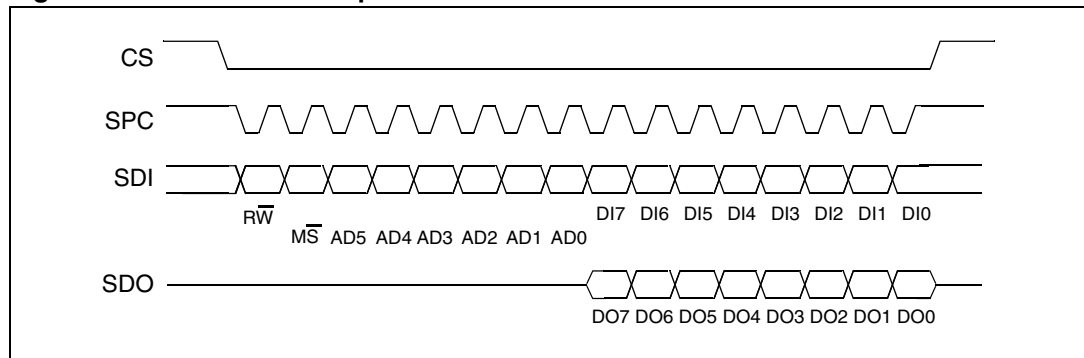 CS
SPC
SDI
RW̅
DI7 DI6 DI5 DI4 DI3 DI2 DI1 DI0
MS̅ AD5 AD4 AD3 AD2 AD1 AD0
SDO
DO7 DO6 DO5 DO4 DO3 DO2 DO1 DO0